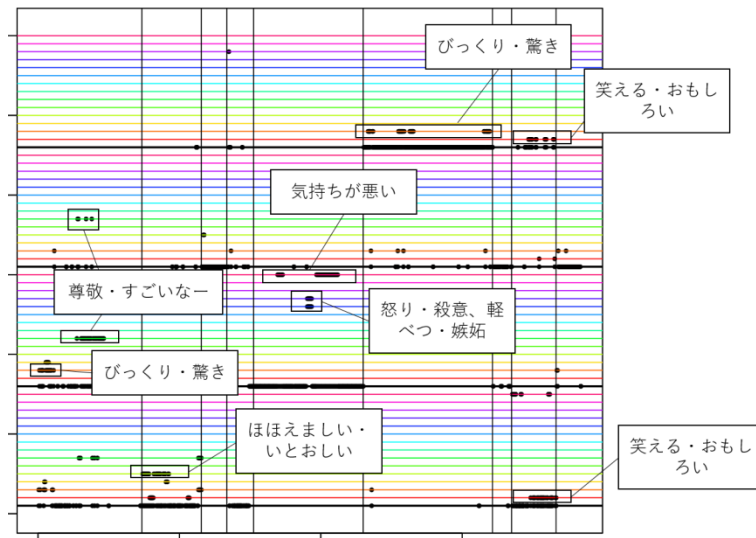 びっくり・驚き
笑える・おもし
ろい
気持ちが悪い
尊敬・すごいなー
怒り・殺意、軽
べつ・嫉妬
びっくり・驚き
ほほえましい・
いとおしい
笑える・おもし
ろい